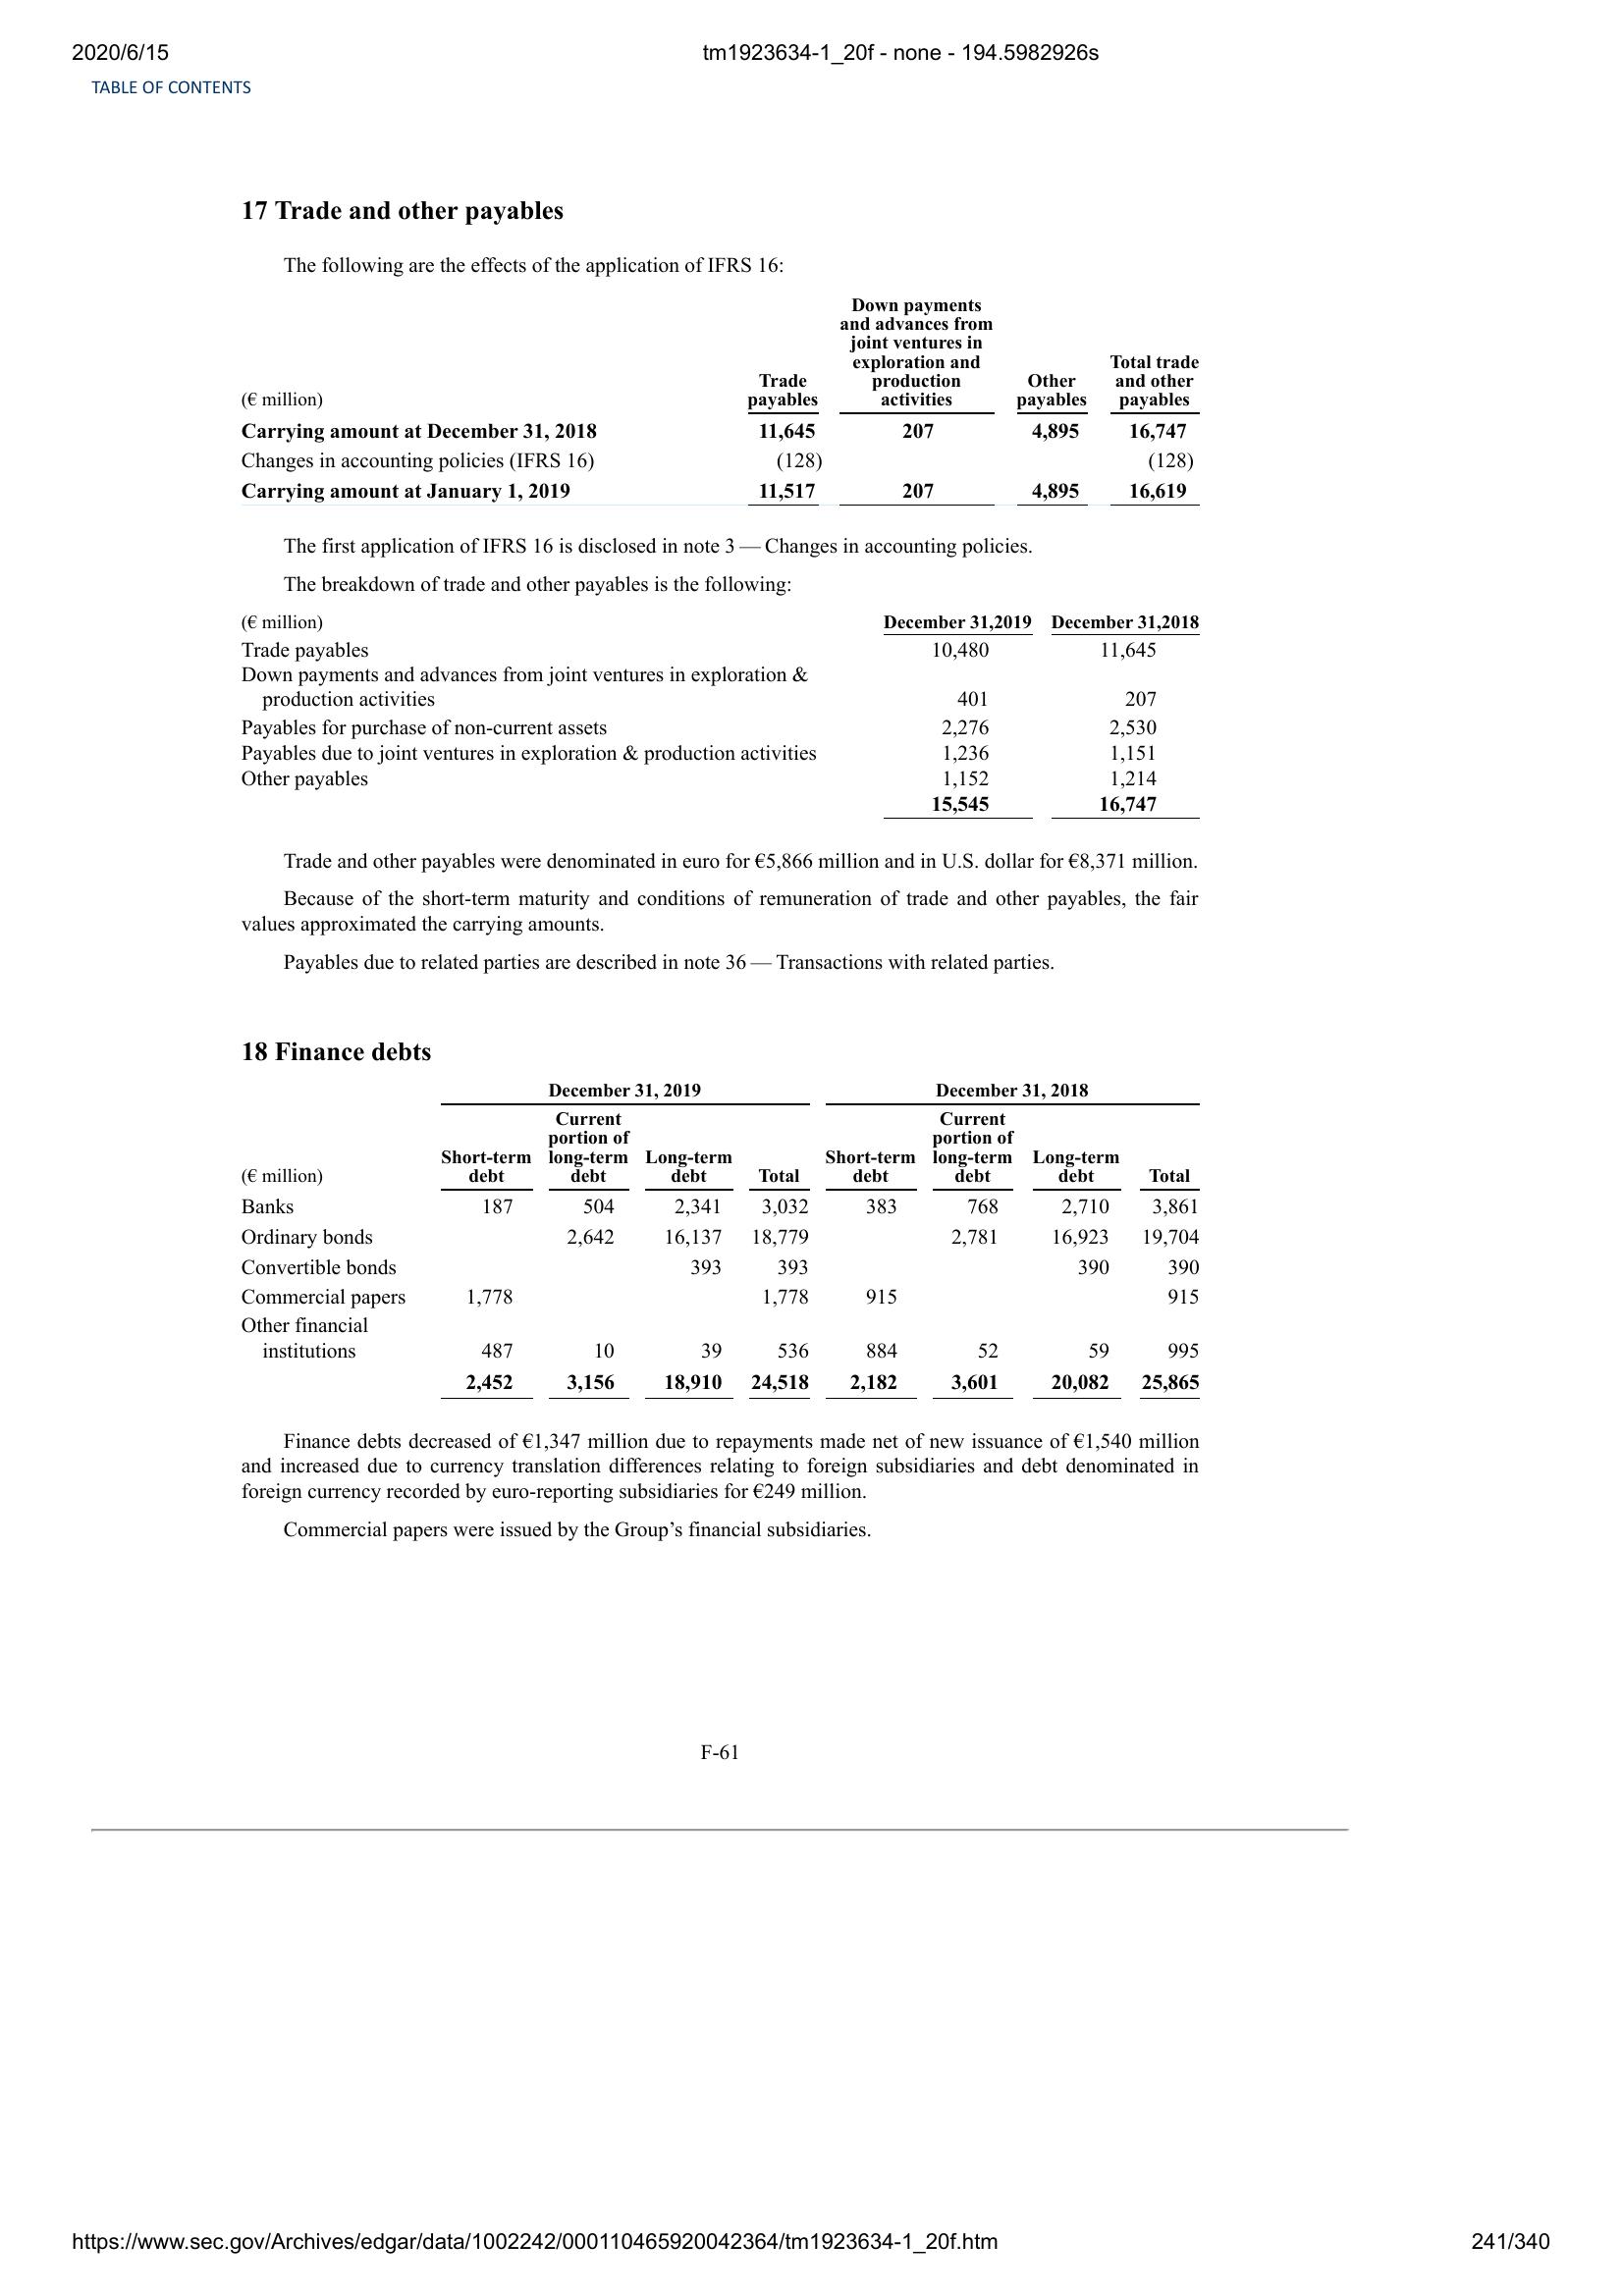 2020/6/15 tm1923634-1_20f - none - 194.5982926s
TABLE OF CONTENTS
17 Trade and other payables
The following are the effects of the application of IFRS 16:
(€ million) Trade payables Down payments and advances from joint ventures in exploration and production activities Other payables Total trade and other payables
Carrying amount at December 31, 2018 11,645 207 4,895 16,747
Changes in accounting policies (IFRS 16) (128) (128)
Carrying amount at January 1, 2019 11,517 207 4,895 16,619
The first application of IFRS 16 is disclosed in note 3 — Changes in accounting policies.
The breakdown of trade and other payables is the following:
(€ million) December 31,2019 December 31,2018
Trade payables 10,480 11,645
Down payments and advances from joint ventures in exploration &
production activities 401 207
Payables for purchase of non-current assets 2,276 2,530
Payables due to joint ventures in exploration & production activities 1,236 1,151
Other payables 1,152 1,214
15,545 16,747
Trade and other payables were denominated in euro for €5,866 million and in U.S. dollar for €8,371 million.
Because of the short-term maturity and conditions of remuneration of trade and other payables, the fair
values approximated the carrying amounts.
Payables due to related parties are described in note 36 — Transactions with related parties.
18 Finance debts
December 31, 2019 December 31, 2018
(€ million) Short-term debt Current portion of long-term debt Long-term debt Total Short-term debt Current portion of long-term debt Long-term debt Total
Banks 187 504 2,341 3,032 383 768 2,710 3,861
Ordinary bonds 2,642 16,137 18,779 2,781 16,923 19,704
Convertible bonds 393 393 390 390
Commercial papers 1,778 1,778 915 915
Other financial
institutions 487 10 39 536 884 52 59 995
2,452 3,156 18,910 24,518 2,182 3,601 20,082 25,865
Finance debts decreased of €1,347 million due to repayments made net of new issuance of €1,540 million
and increased due to currency translation differences relating to foreign subsidiaries and debt denominated in
foreign currency recorded by euro-reporting subsidiaries for €249 million.
Commercial papers were issued by the Group’s financial subsidiaries.
F-61
https://www.sec.gov/Archives/edgar/data/1002242/000110465920042364/tm1923634-1_20f.htm 241/340